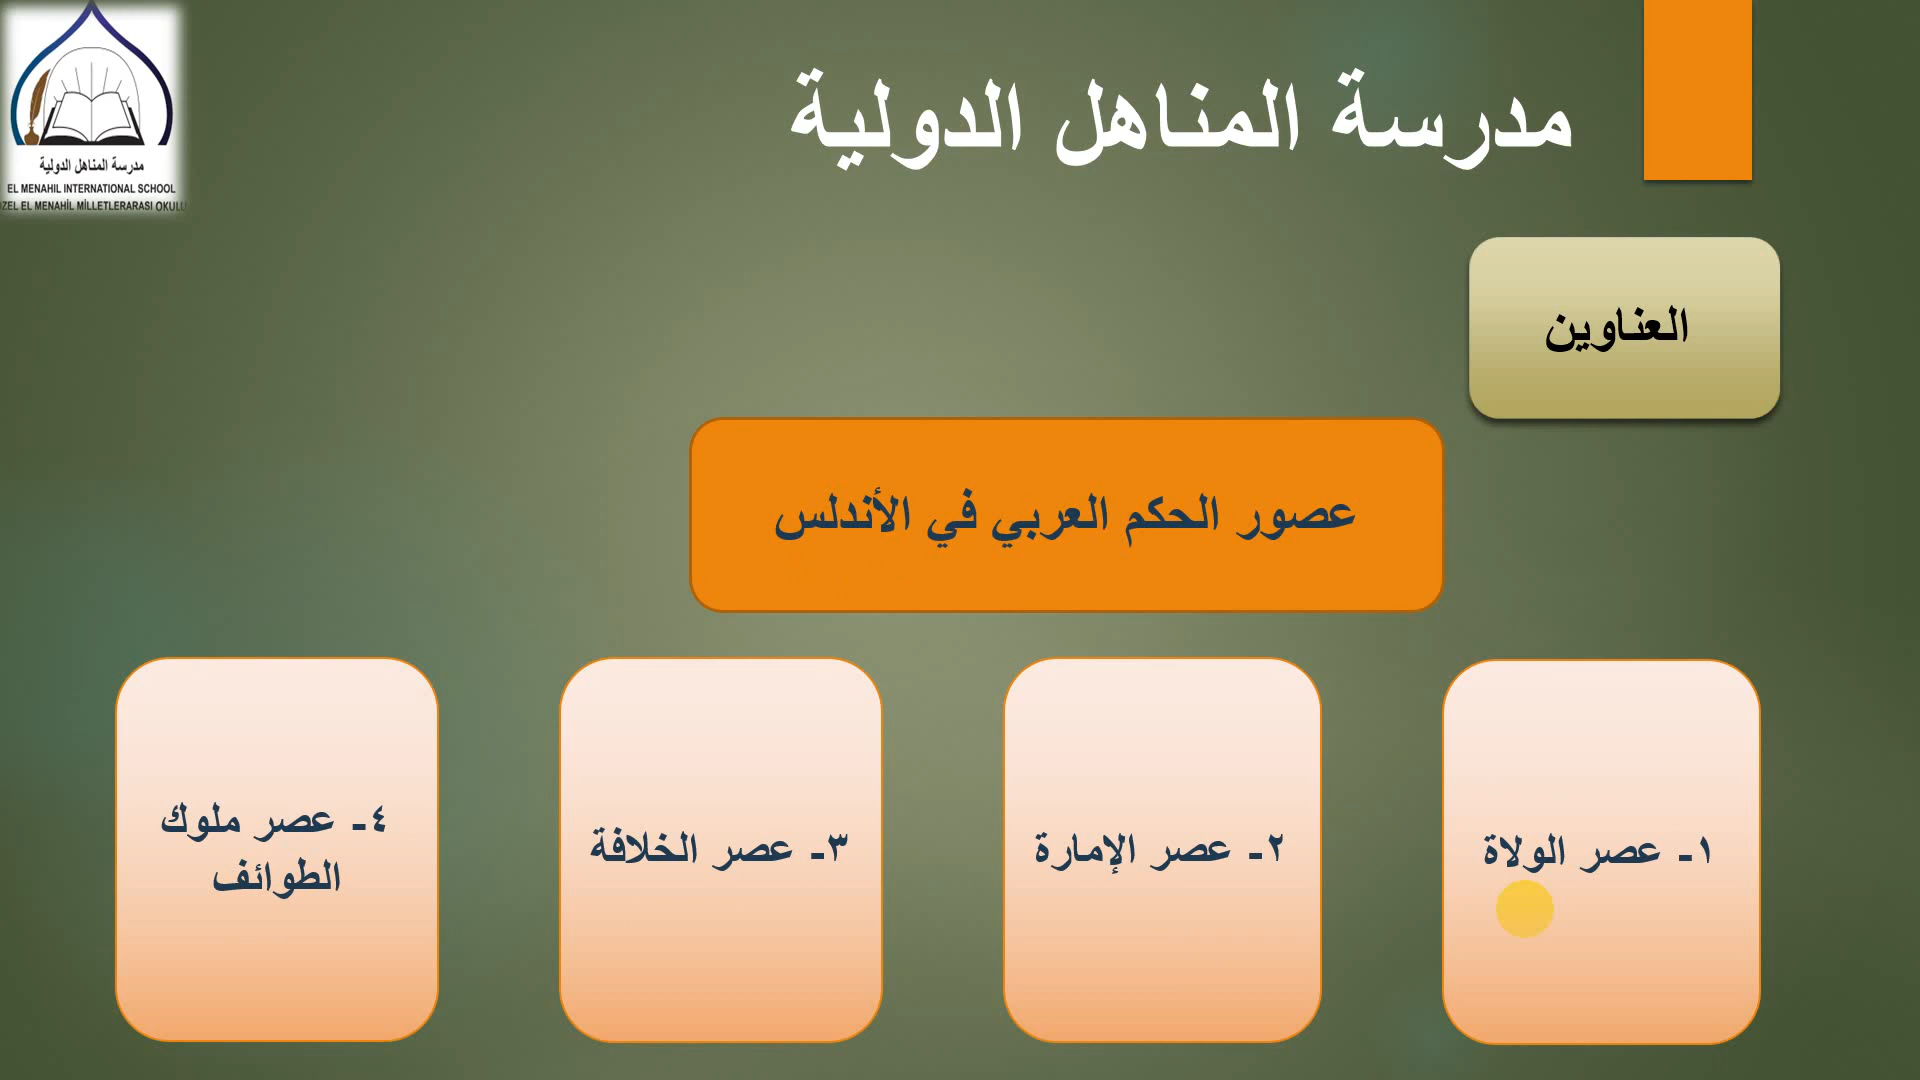 مدرسة المناهل الدولية
مدرسة المناهل الدولية
EL MENAHIL INTERNATIONAL SCHOOL
ZEL EL MENAHİL MİLLETLERARASI OKULU
العناوين
عصور الحكم العربي في الأندلس
١- عصر الولاة
٢- عصر الإمارة
٣- عصر الخلافة
٤- عصر ملوك
الطوائف